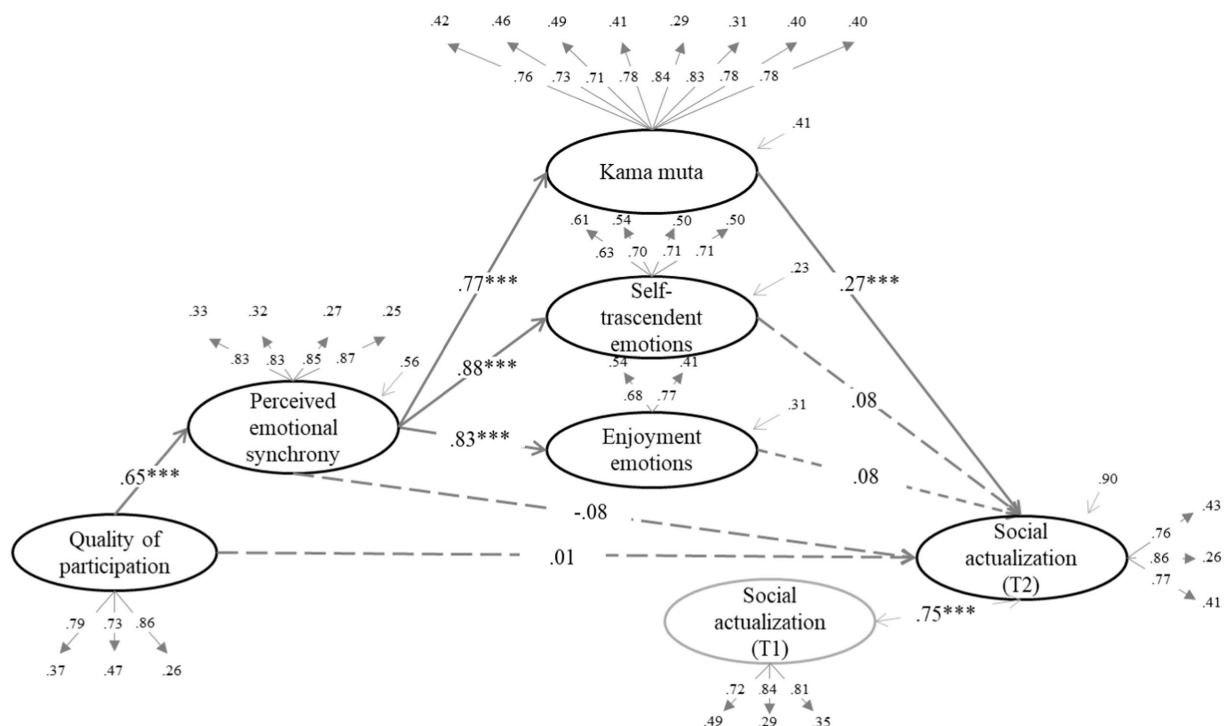 .42 .46 .49 .41 .29 .31 .40 .40
.76 .73 .71 .78 .84 .83 .78 .78
.41
Kama muta
.61 .54 .50 .50
.63 .70 .71 .71
.77***
.23
.27***
Self-
trascendent
emotions
.33 .32 .27 .25
.83 .83 .85 .87
.56
.88***
.54 .41
.68 .77
.08
Perceived
emotional
synchrony
.83***
.31
Enjoyment
emotions
.08
.65***
-.08
.90
.43
Quality of
participation
.01
Social
actualization
(T2)
.76
.86 .26
.77
.41
Social
actualization
(T1)
.75***
.79 .73 .86
.37 .47 .26
.72 .84 .81
.49 .29 .35